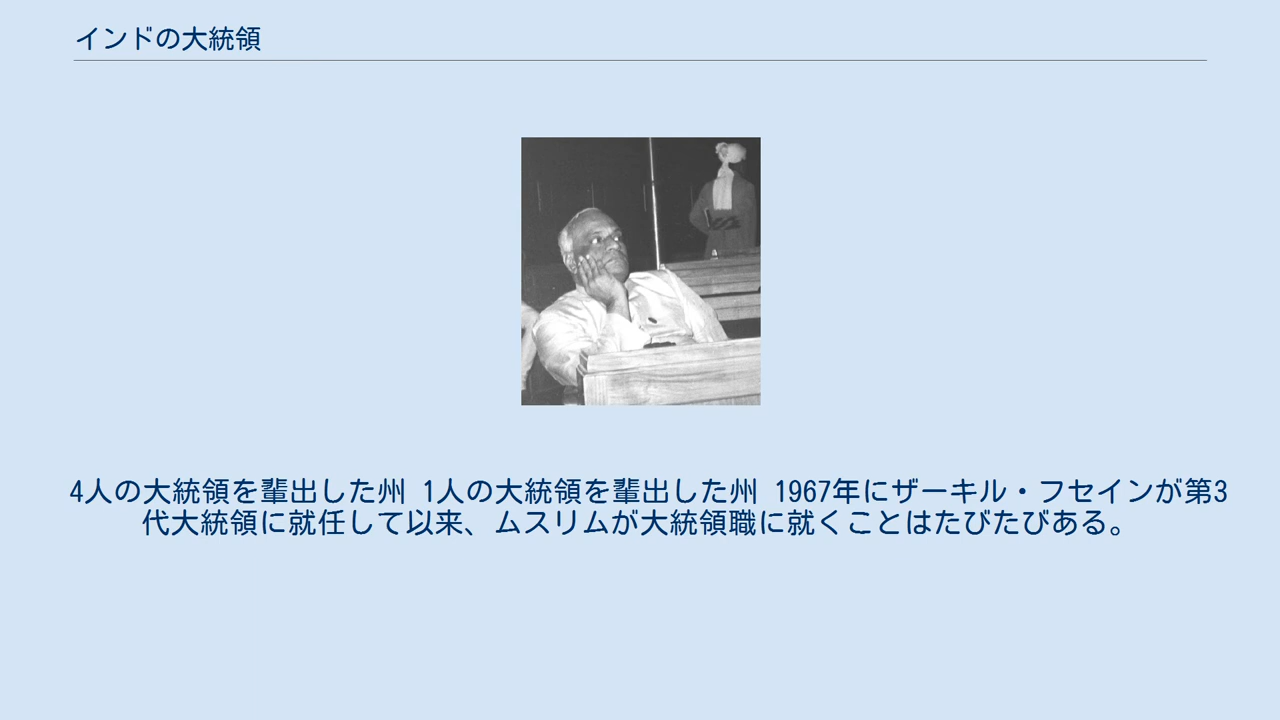 インドの大統領
4人の大統領を輩出した州 1人の大統領を輩出した州 1967年にザーキル・フセインが第3
代大統領に就任して以来、ムスリムが大統領職に就くことはたびたびある。